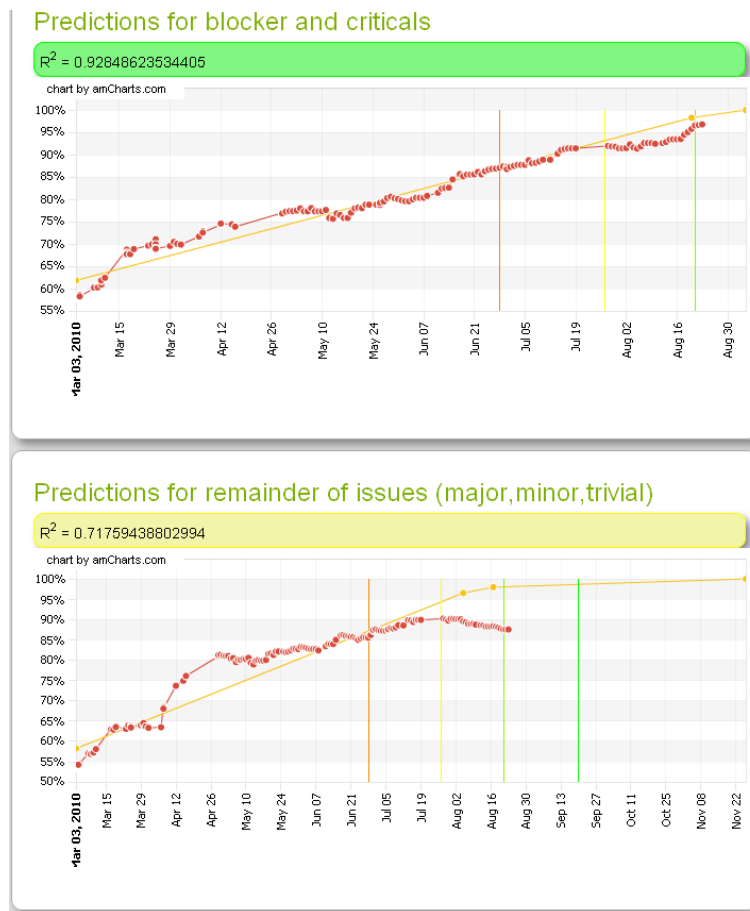 Predictions for blocker and criticals
R2 = 0.92848623534405
chart by amCharts.com
100%
95%
90%
85%
80%
75%
70%
65%
60%
55%
Mar 03, 2010
Mar 15
Mar 29
Apr 12
Apr 26
May 10
May 24
Jun 07
Jun 21
Jul 05
Jul 19
Aug 02
Aug 16
Aug 30
Predictions for remainder of issues (major,minor,trivial)
R2 = 0.71759438802994
chart by amCharts.com
100%
95%
90%
85%
80%
75%
70%
65%
60%
55%
50%
Mar 03, 2010
Mar 15
Mar 29
Apr 12
Apr 26
May 10
May 24
Jun 07
Jun 21
Jul 05
Jul 19
Aug 02
Aug 16
Aug 30
Sep 13
Sep 27
Oct 11
Oct 25
Nov 08
Nov 22